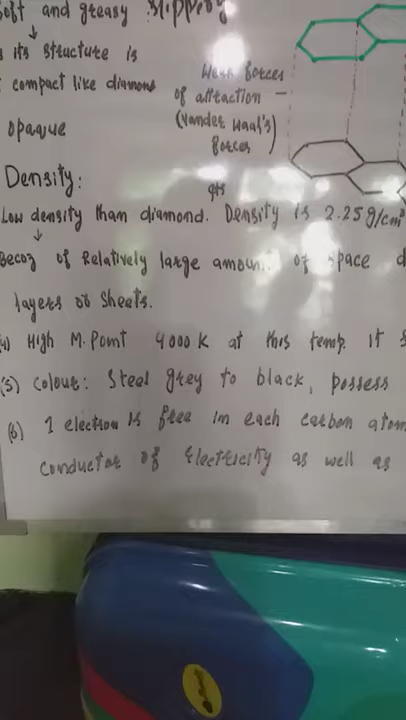 Soft and greasy slippery
its structure is
compact like diamond
Weak forces
of attraction
(vander Waal's)
forces
opaque
Density:
Low density than diamond. Density is 2.25g/cm³
Becoz of Relatively large amount of space
layers or Sheets.
High M.Point 4000K at this temp. it s
(5) Colour: Steel grey to black, possess
(6) 1 electron is free in each carbon atom
conductor of Electricity as well as